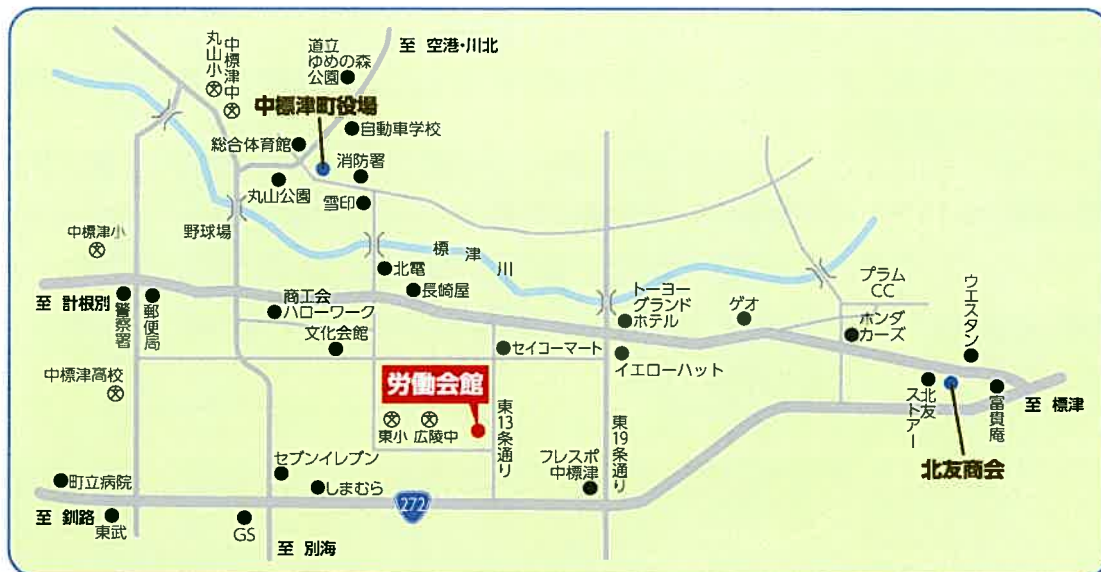 至 空港・川北
道立
ゆめの森
公園
中標津中
丸山小
中標津町役場
自動車学校
総合体育館
消防署
丸山公園
雪印
中標津小
野球場
標津川
北電
長崎屋
至 計根別
警察署
郵便局
商工会
ハローワーク
文化会館
トーヨー
グランド
ホテル
ゲオ
プラム
CC
ウエスタン
ホンダ
カーズ
セイコーマート
イエローハット
中標津高校
労働会館
東小
広陵中
東13条通り
東19条通り
北友
ストアー
富貴庵
至 標津
北友商会
セブンイレブン
しまむら
フレスポ
中標津
町立病院
272
至 釧路
東武
GS
至 別海